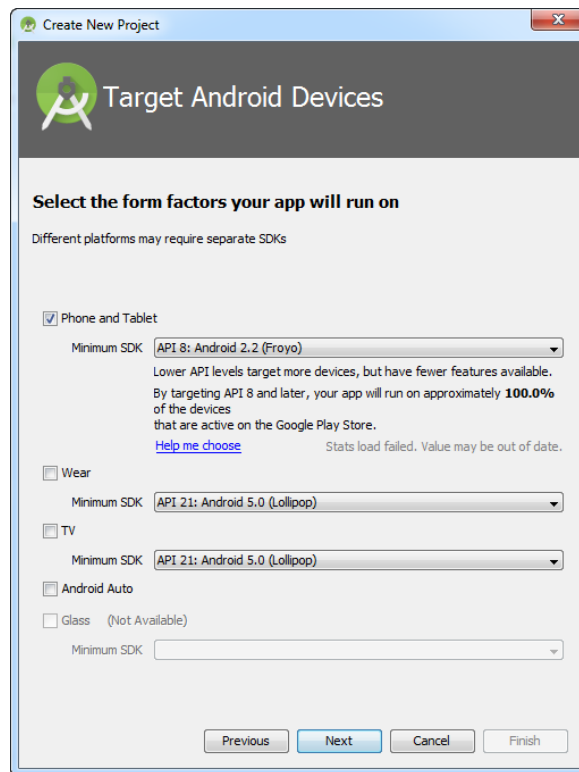 Create New Project
Target Android Devices
Select the form factors your app will run on
Different platforms may require separate SDKs
Phone and Tablet
Minimum SDK API 8: Android 2.2 (Froyo)
Lower API levels target more devices, but have fewer features available.
By targeting API 8 and later, your app will run on approximately 100.0%
of the devices
that are active on the Google Play Store.
Help me choose Stats load failed. Value may be out of date.
Wear
Minimum SDK API 21: Android 5.0 (Lollipop)
TV
Minimum SDK API 21: Android 5.0 (Lollipop)
Android Auto
Glass (Not Available)
Minimum SDK
Previous Next Cancel Finish